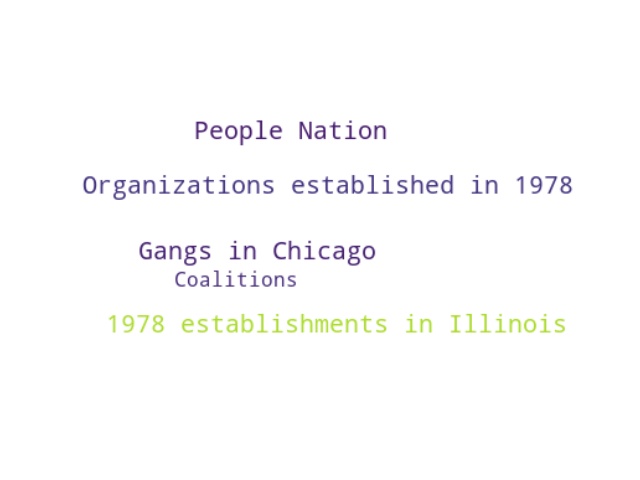 People Nation
Organizations established in 1978
Gangs in Chicago
Coalitions
1978 establishments in Illinois